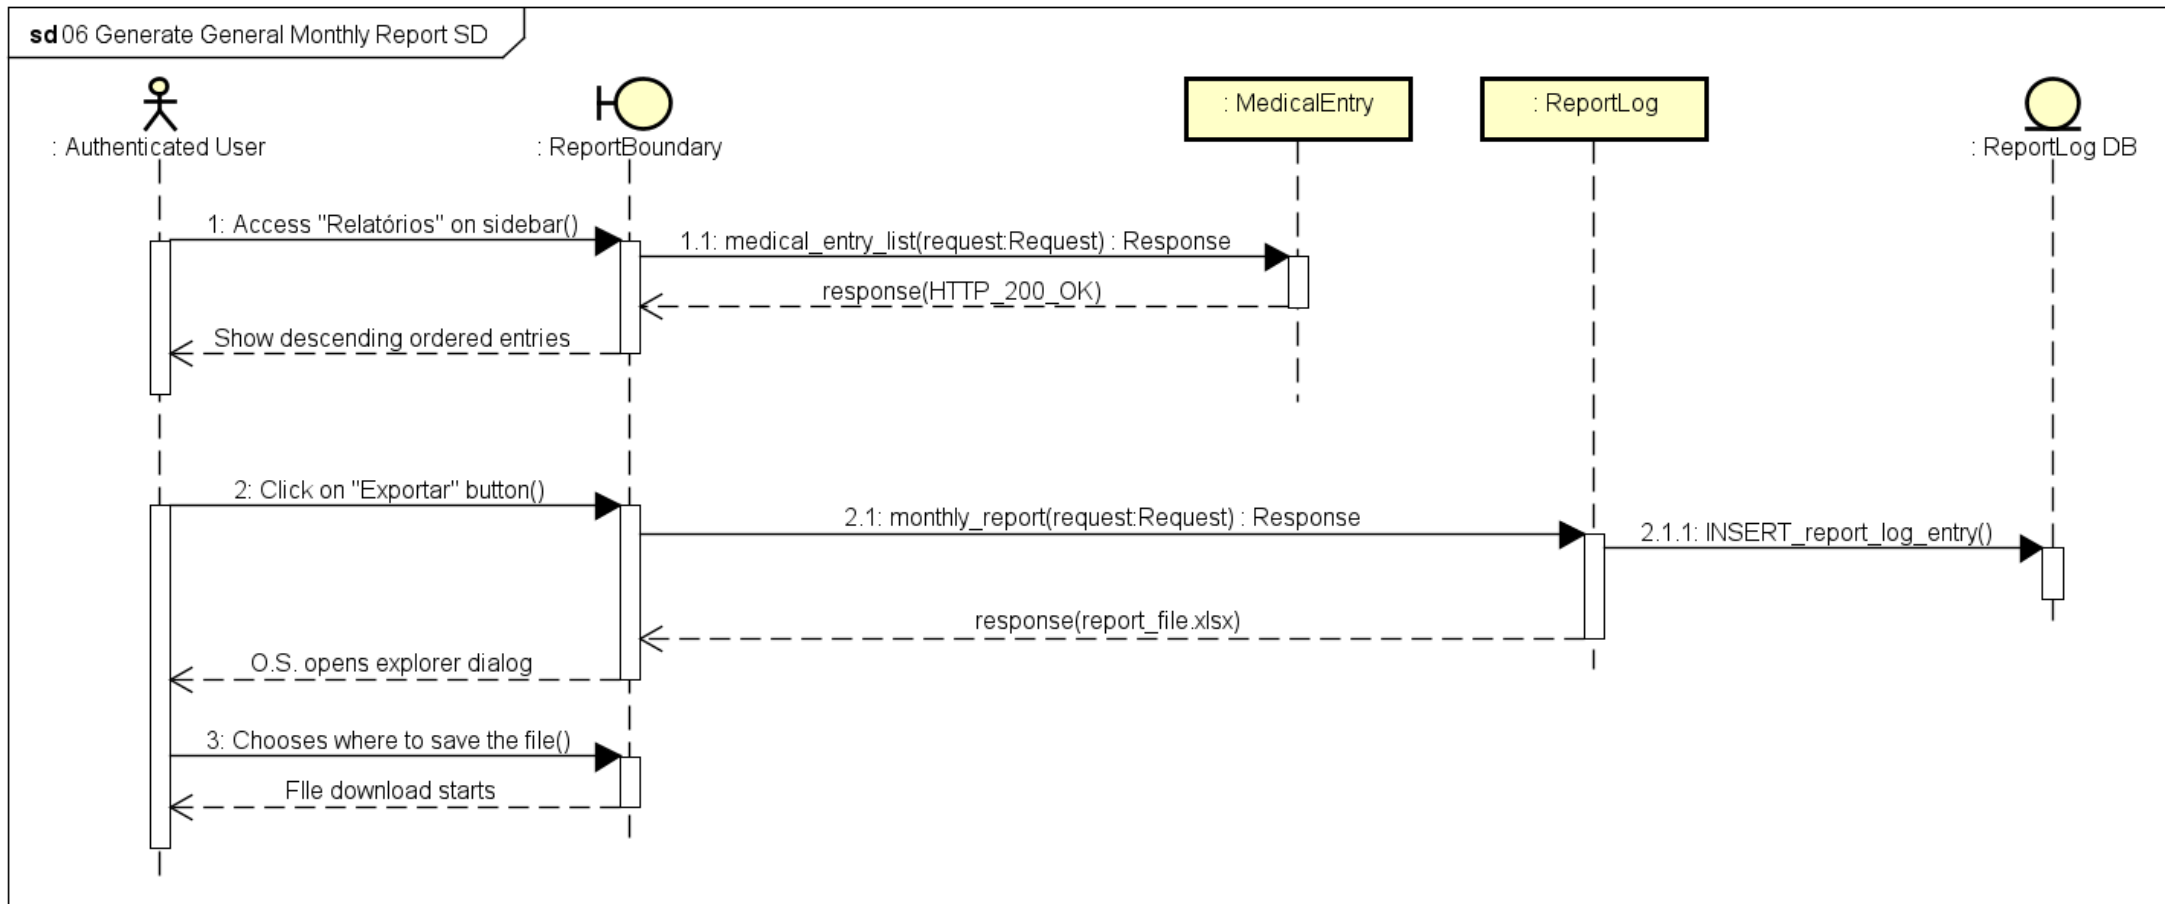 sd 06 Generate General Monthly Report SD
: Authenticated User
: ReportBoundary
: MedicalEntry
: ReportLog
: ReportLog DB
1: Access "Relatórios" on sidebar()
1.1: medical_entry_list(request:Request) : Response
response(HTTP_200_OK)
Show descending ordered entries
2: Click on "Exportar" button()
2.1: monthly_report(request:Request) : Response
2.1.1: INSERT_report_log_entry()
response(report_file.xlsx)
O.S. opens explorer dialog
3: Chooses where to save the file()
FIle download starts